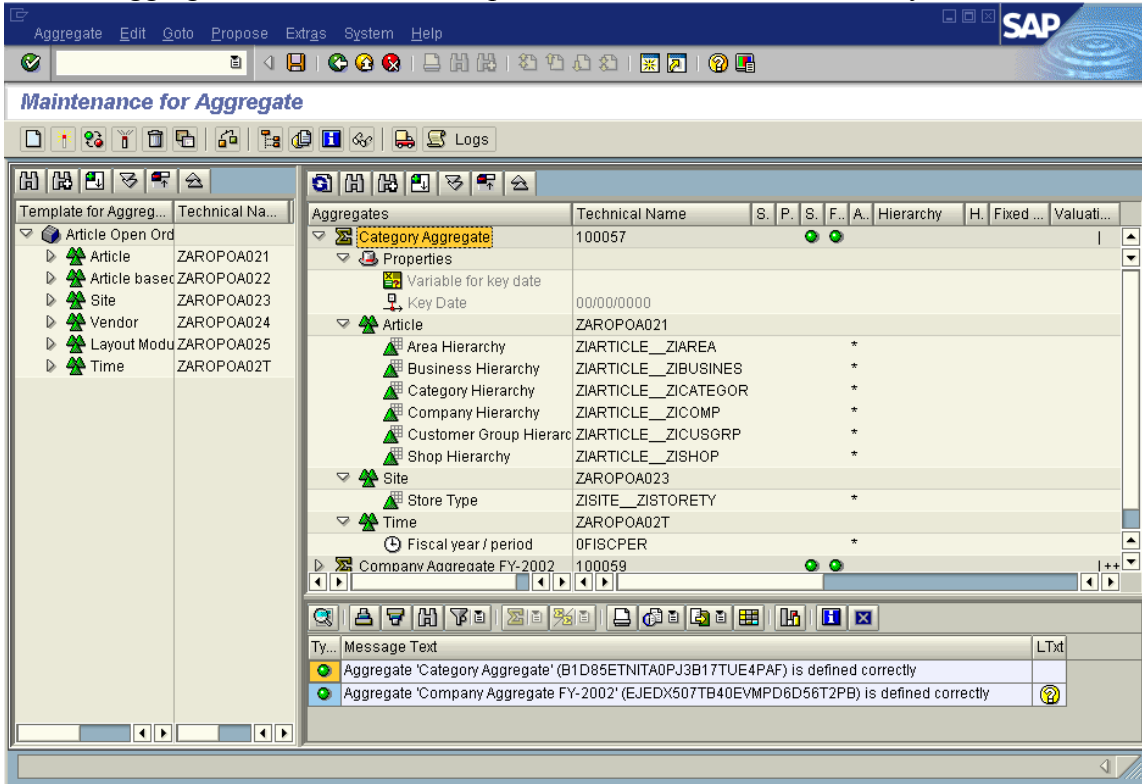 Aggregate Edit Goto Propose Extras System Help
SAP
Maintenance for Aggregate
Logs
Template for Aggreg... Technical Na...
Article Open Ord
Article ZAROPOA021
Article based ZAROPOA022
Site ZAROPOA023
Vendor ZAROPOA024
Layout Modu ZAROPOA025
Time ZAROPOA02T
Aggregates Technical Name S. P. S. F.. A.. Hierarchy H. Fixed ... Valuati...
Category Aggregate 100057 |
Properties
Variable for key date
Key Date 00/00/0000
Article ZAROPOA021
Area Hierarchy ZIARTICLE__ZIAREA *
Business Hierarchy ZIARTICLE__ZIBUSINES *
Category Hierarchy ZIARTICLE__ZICATEGOR *
Company Hierarchy ZIARTICLE__ZICOMP *
Customer Group Hierarc ZIARTICLE__ZICUSGRP *
Shop Hierarchy ZIARTICLE__ZISHOP *
Site ZAROPOA023
Store Type ZISITE__ZISTORETY *
Time ZAROPOA02T
Fiscal year / period 0FISCPER *
Company Aggregate FY-2002 100059 |++
Ty... Message Text LTxt
Aggregate 'Category Aggregate' (B1D85ETNITA0PJ3B17TUE4PAF) is defined correctly
Aggregate 'Company Aggregate FY-2002' (EJEDX507TB40EVMPD6D56T2PB) is defined correctly